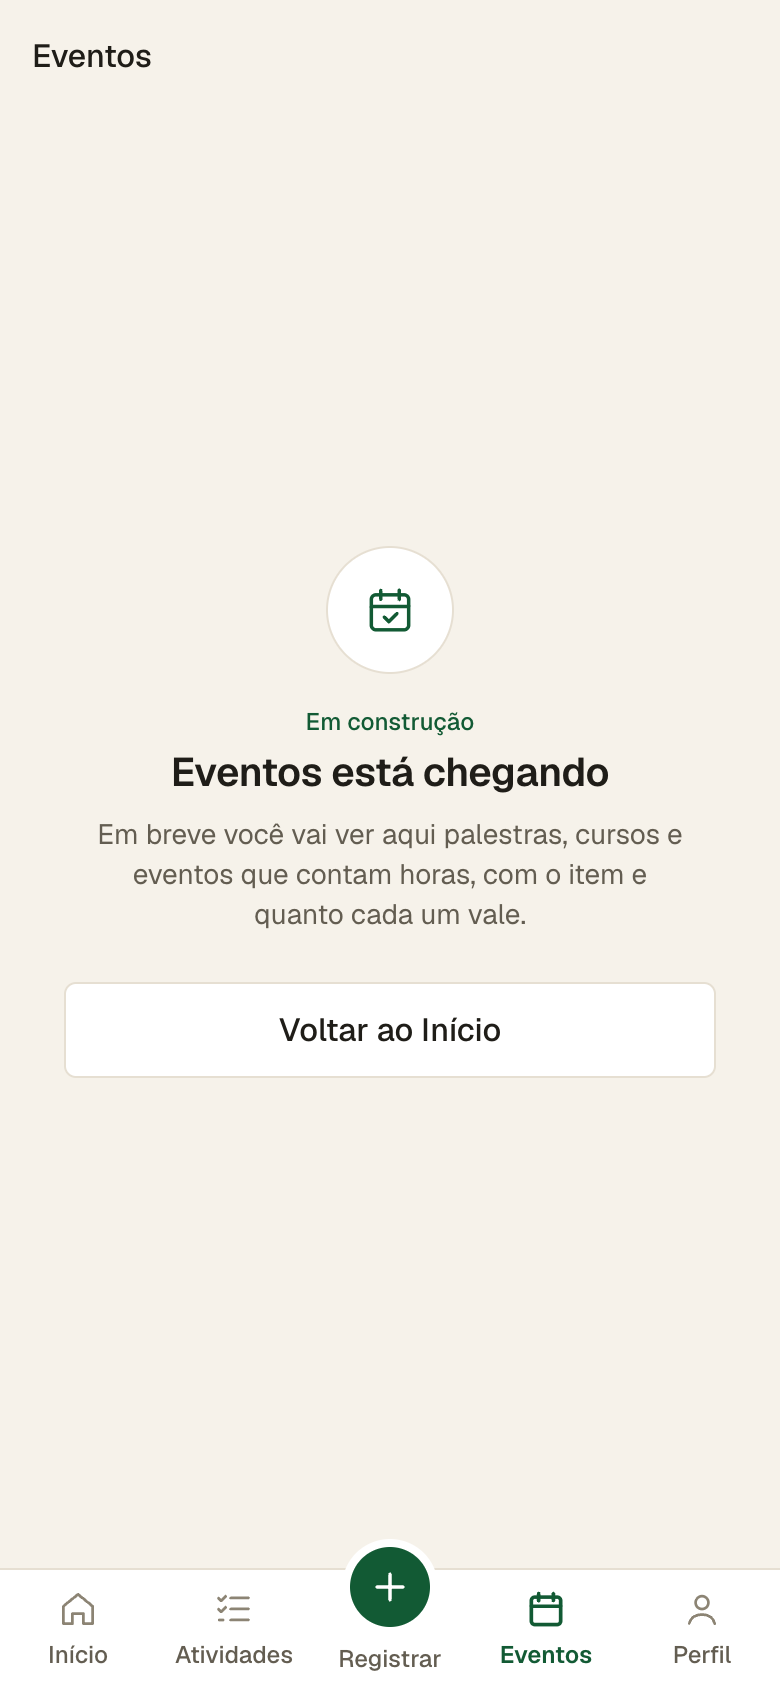 Eventos
Em construção
Eventos está chegando
Em breve você vai ver aqui palestras, cursos e
eventos que contam horas, com o item e
quanto cada um vale.
Voltar ao Início
Início
Atividades
Registrar
Eventos
Perfil